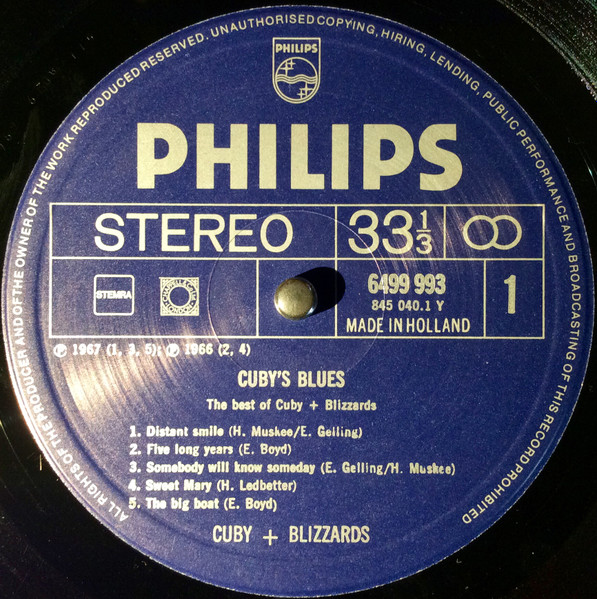 ALL RIGHTS OF THE PRODUCER AND OF THE OWNER OF THE WORK REPRODUCED RESERVED. UNAUTHORISED COPYING, HIRING, LENDING, PUBLIC PERFORMANCE AND BROADCASTING OF THIS RECORD PROHIBITED
PHILIPS
PHILIPS
STEREO 33 1/3
STEMRA
6499 993
845 040.1 Y
MADE IN HOLLAND
1
℗ 1967 (1, 3, 5); ℗ 1966 (2, 4)
CUBY'S BLUES
The best of Cuby + Blizzards
1. Distant smile (H. Muskee/E. Gelling)
2. Five long years (E. Boyd)
3. Somebody will know someday (E. Gelling/H. Muskee)
4. Sweet Mary (H. Ledbetter)
5. The big boat (E. Boyd)
CUBY + BLIZZARDS